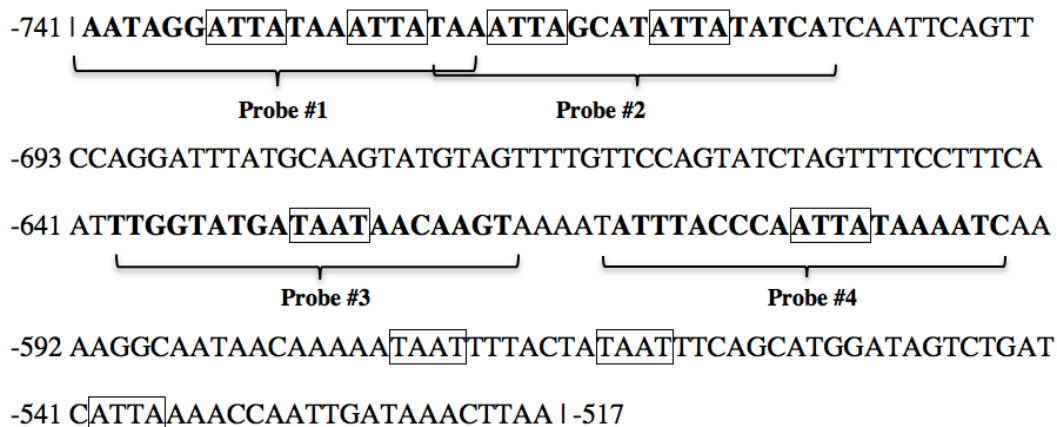 -741 | AATAGGATTATAAATTATAAATTAGCATATTATATCATCAATTCAGTT
Probe #1 Probe #2
-693 CCAGGATTTATGCAAGTATGTAGTTTTGTTCCAGTATCTAGTTTTCCTTTCA
-641 ATTTGGTATGATAATAACAAGTAAAATATTTACCCAATTATAAAATCAA
Probe #3 Probe #4
-592 AAGGCAATAACAAAAATAATTTTACTATAATTTCAGCATGGATAGTCTGAT
-541 CATTAAAACCAATTGATAAACTTAA | -517